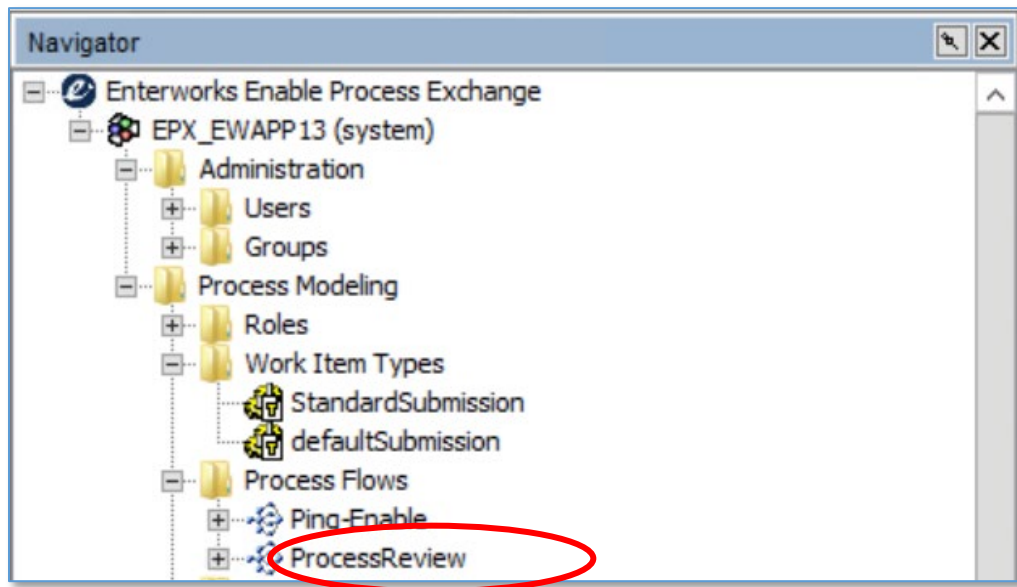 Navigator
Enterworks Enable Process Exchange
EPX_EWAPP13 (system)
Administration
Users
Groups
Process Modeling
Roles
Work Item Types
StandardSubmission
defaultSubmission
Process Flows
Ping-Enable
ProcessReview